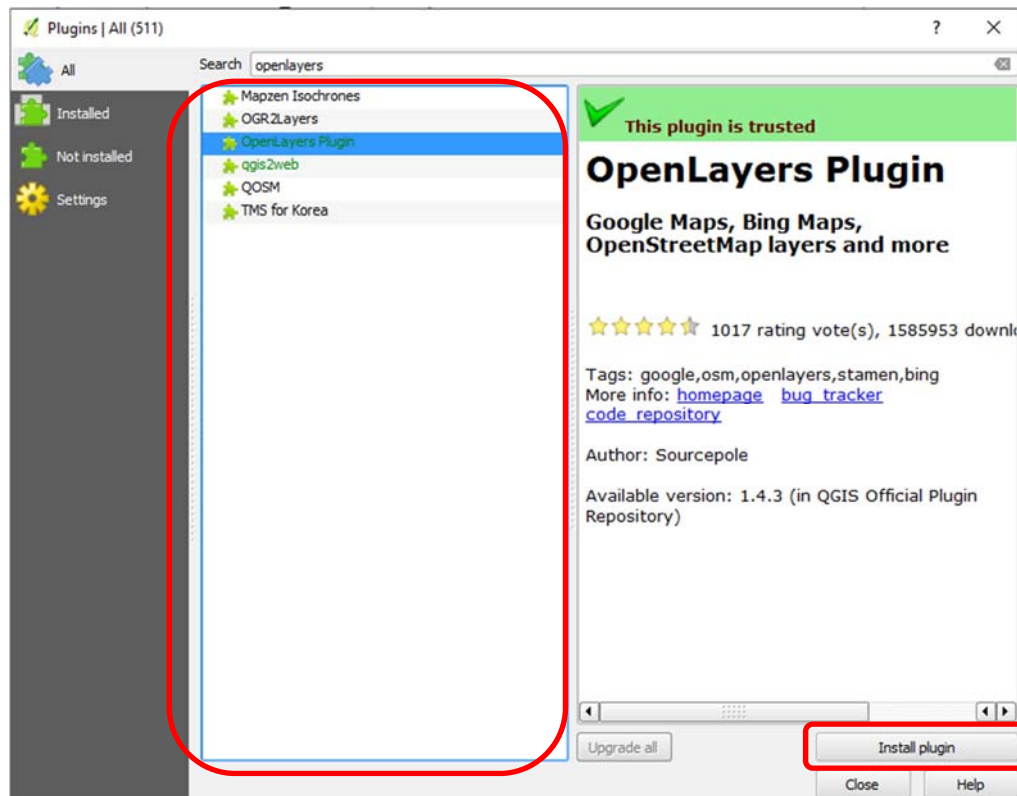 Plugins | All (511)
?
All
Installed
Not installed
Settings
Search openlayers
Mapzen Isochrones
OGR2Layers
OpenLayers Plugin
qgis2web
QOSM
TMS for Korea
This plugin is trusted
OpenLayers Plugin
Google Maps, Bing Maps,
OpenStreetMap layers and more
1017 rating vote(s), 1585953 downl
Tags: google,osm,openlayers,stamen,bing
More info: homepage bug tracker
code repository
Author: Sourcepole
Available version: 1.4.3 (in QGIS Official Plugin
Repository)
Upgrade all
Install plugin
Close
Help